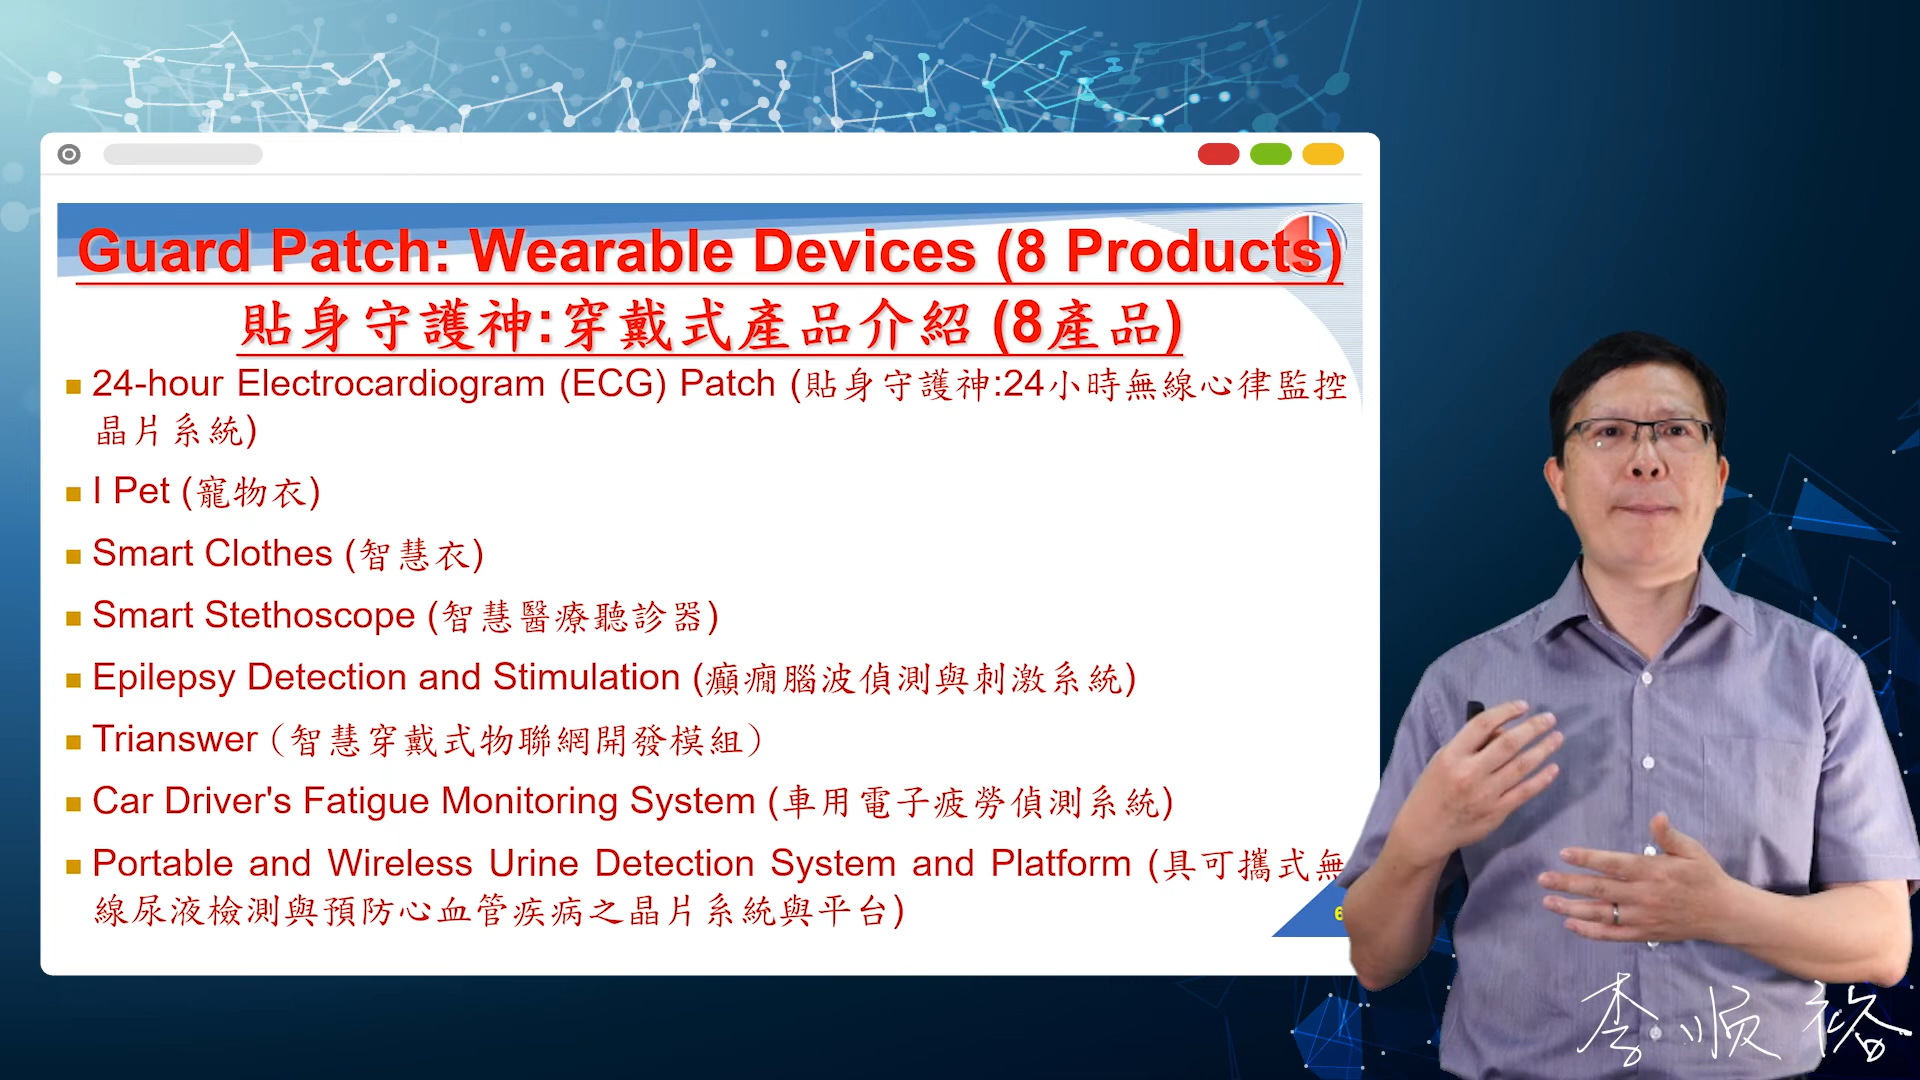 Guard Patch: Wearable Devices (8 Products)
貼身守護神:穿戴式產品介紹 (8產品)
24-hour Electrocardiogram (ECG) Patch (貼身守護神:24小時無線心律監控
晶片系統)
I Pet (寵物衣)
Smart Clothes (智慧衣)
Smart Stethoscope (智慧醫療聽診器)
Epilepsy Detection and Stimulation (癲癇腦波偵測與刺激系統)
Trianswer（智慧穿戴式物聯網開發模組）
Car Driver's Fatigue Monitoring System (車用電子疲勞偵測系統)
Portable and Wireless Urine Detection System and Platform (具可攜式無
線尿液檢測與預防心血管疾病之晶片系統與平台)
6
李順裕